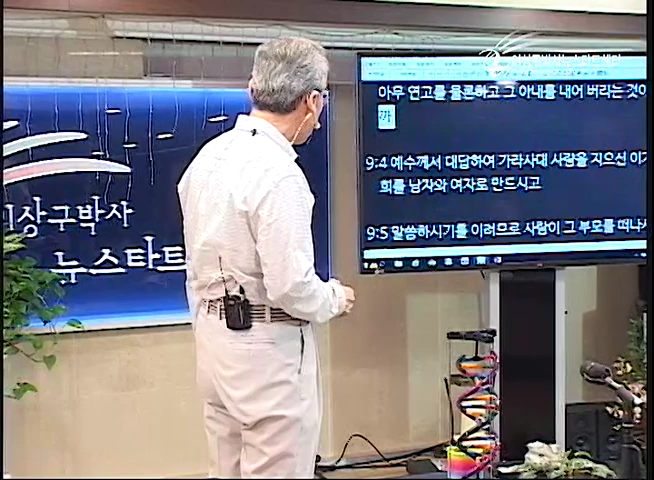 이상구박사
뉴스타트
아무 연고를 물론하고 그 아내를 내어 버리는 것이
까
9:4 예수께서 대답하여 가라사대 사람을 지으신 이가
희를 남자와 여자로 만드시고
9:5 말씀하시기를 이러므로 사람이 그 부모를 떠나서